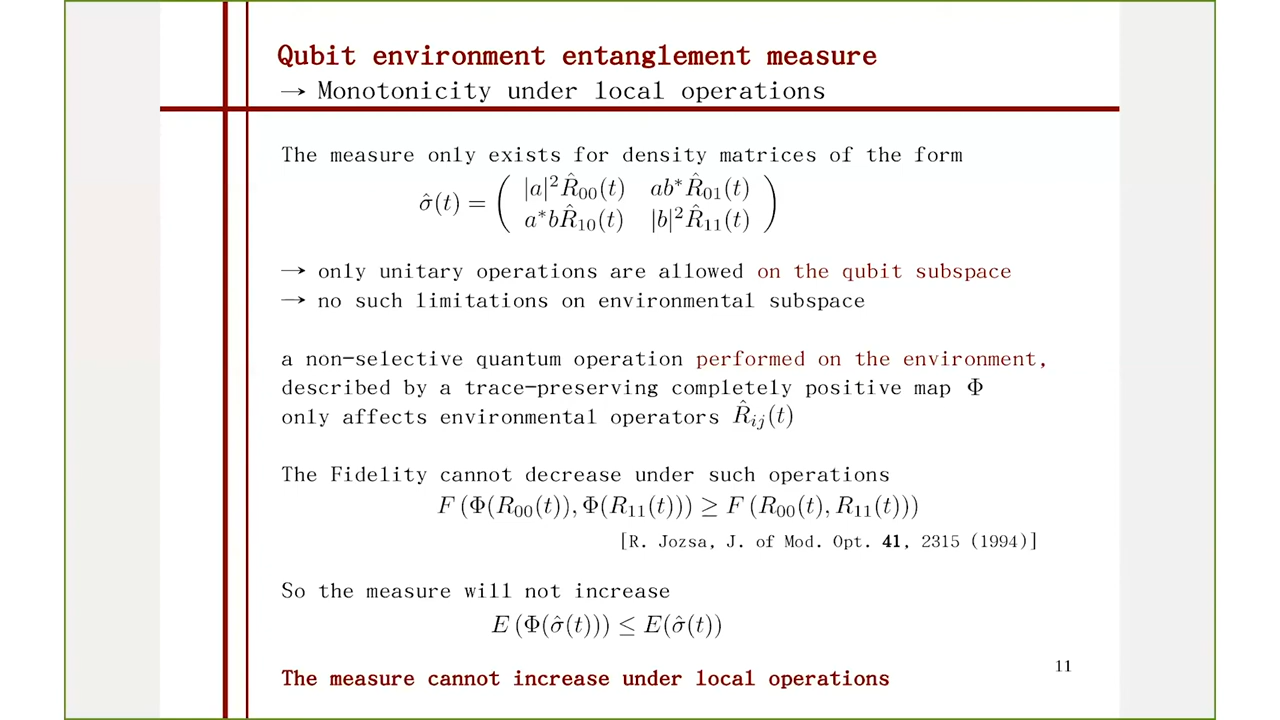 Qubit environment entanglement measure
→ Monotonicity under local operations
The measure only exists for density matrices of the form
σ̂(t) = ( |a|²R̂₀₀(t) ab*R̂₀₁(t)
a*bR̂₁₀(t) |b|²R̂₁₁(t) )
→ only unitary operations are allowed on the qubit subspace
→ no such limitations on environmental subspace
a non-selective quantum operation performed on the environment,
described by a trace-preserving completely positive map Φ
only affects environmental operators R̂ᵢⱼ(t)
The Fidelity cannot decrease under such operations
F (Φ(R₀₀(t)), Φ(R₁₁(t))) ≥ F (R₀₀(t), R₁₁(t)))
[R. Jozsa, J. of Mod. Opt. 41, 2315 (1994)]
So the measure will not increase
E (Φ(σ̂(t))) ≤ E(σ̂(t))
11
The measure cannot increase under local operations